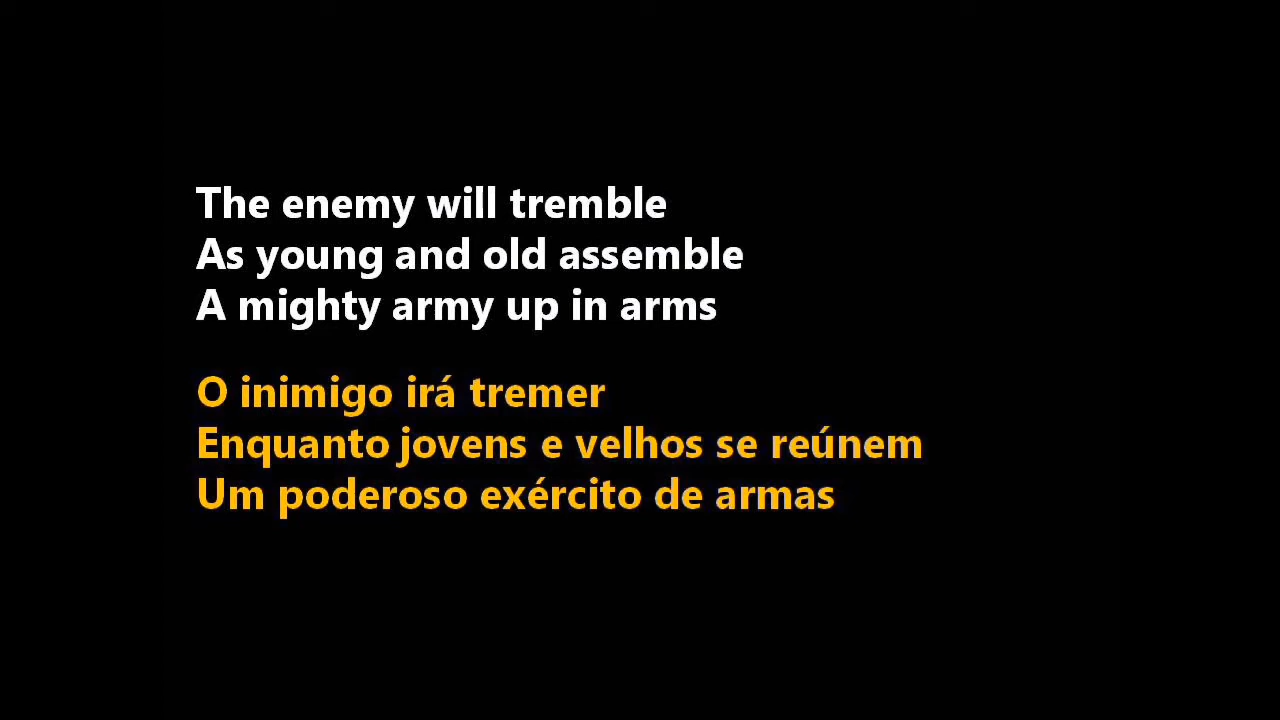 The enemy will tremble
As young and old assemble
A mighty army up in arms
O inimigo irá tremer
Enquanto jovens e velhos se reúnem
Um poderoso exército de armas